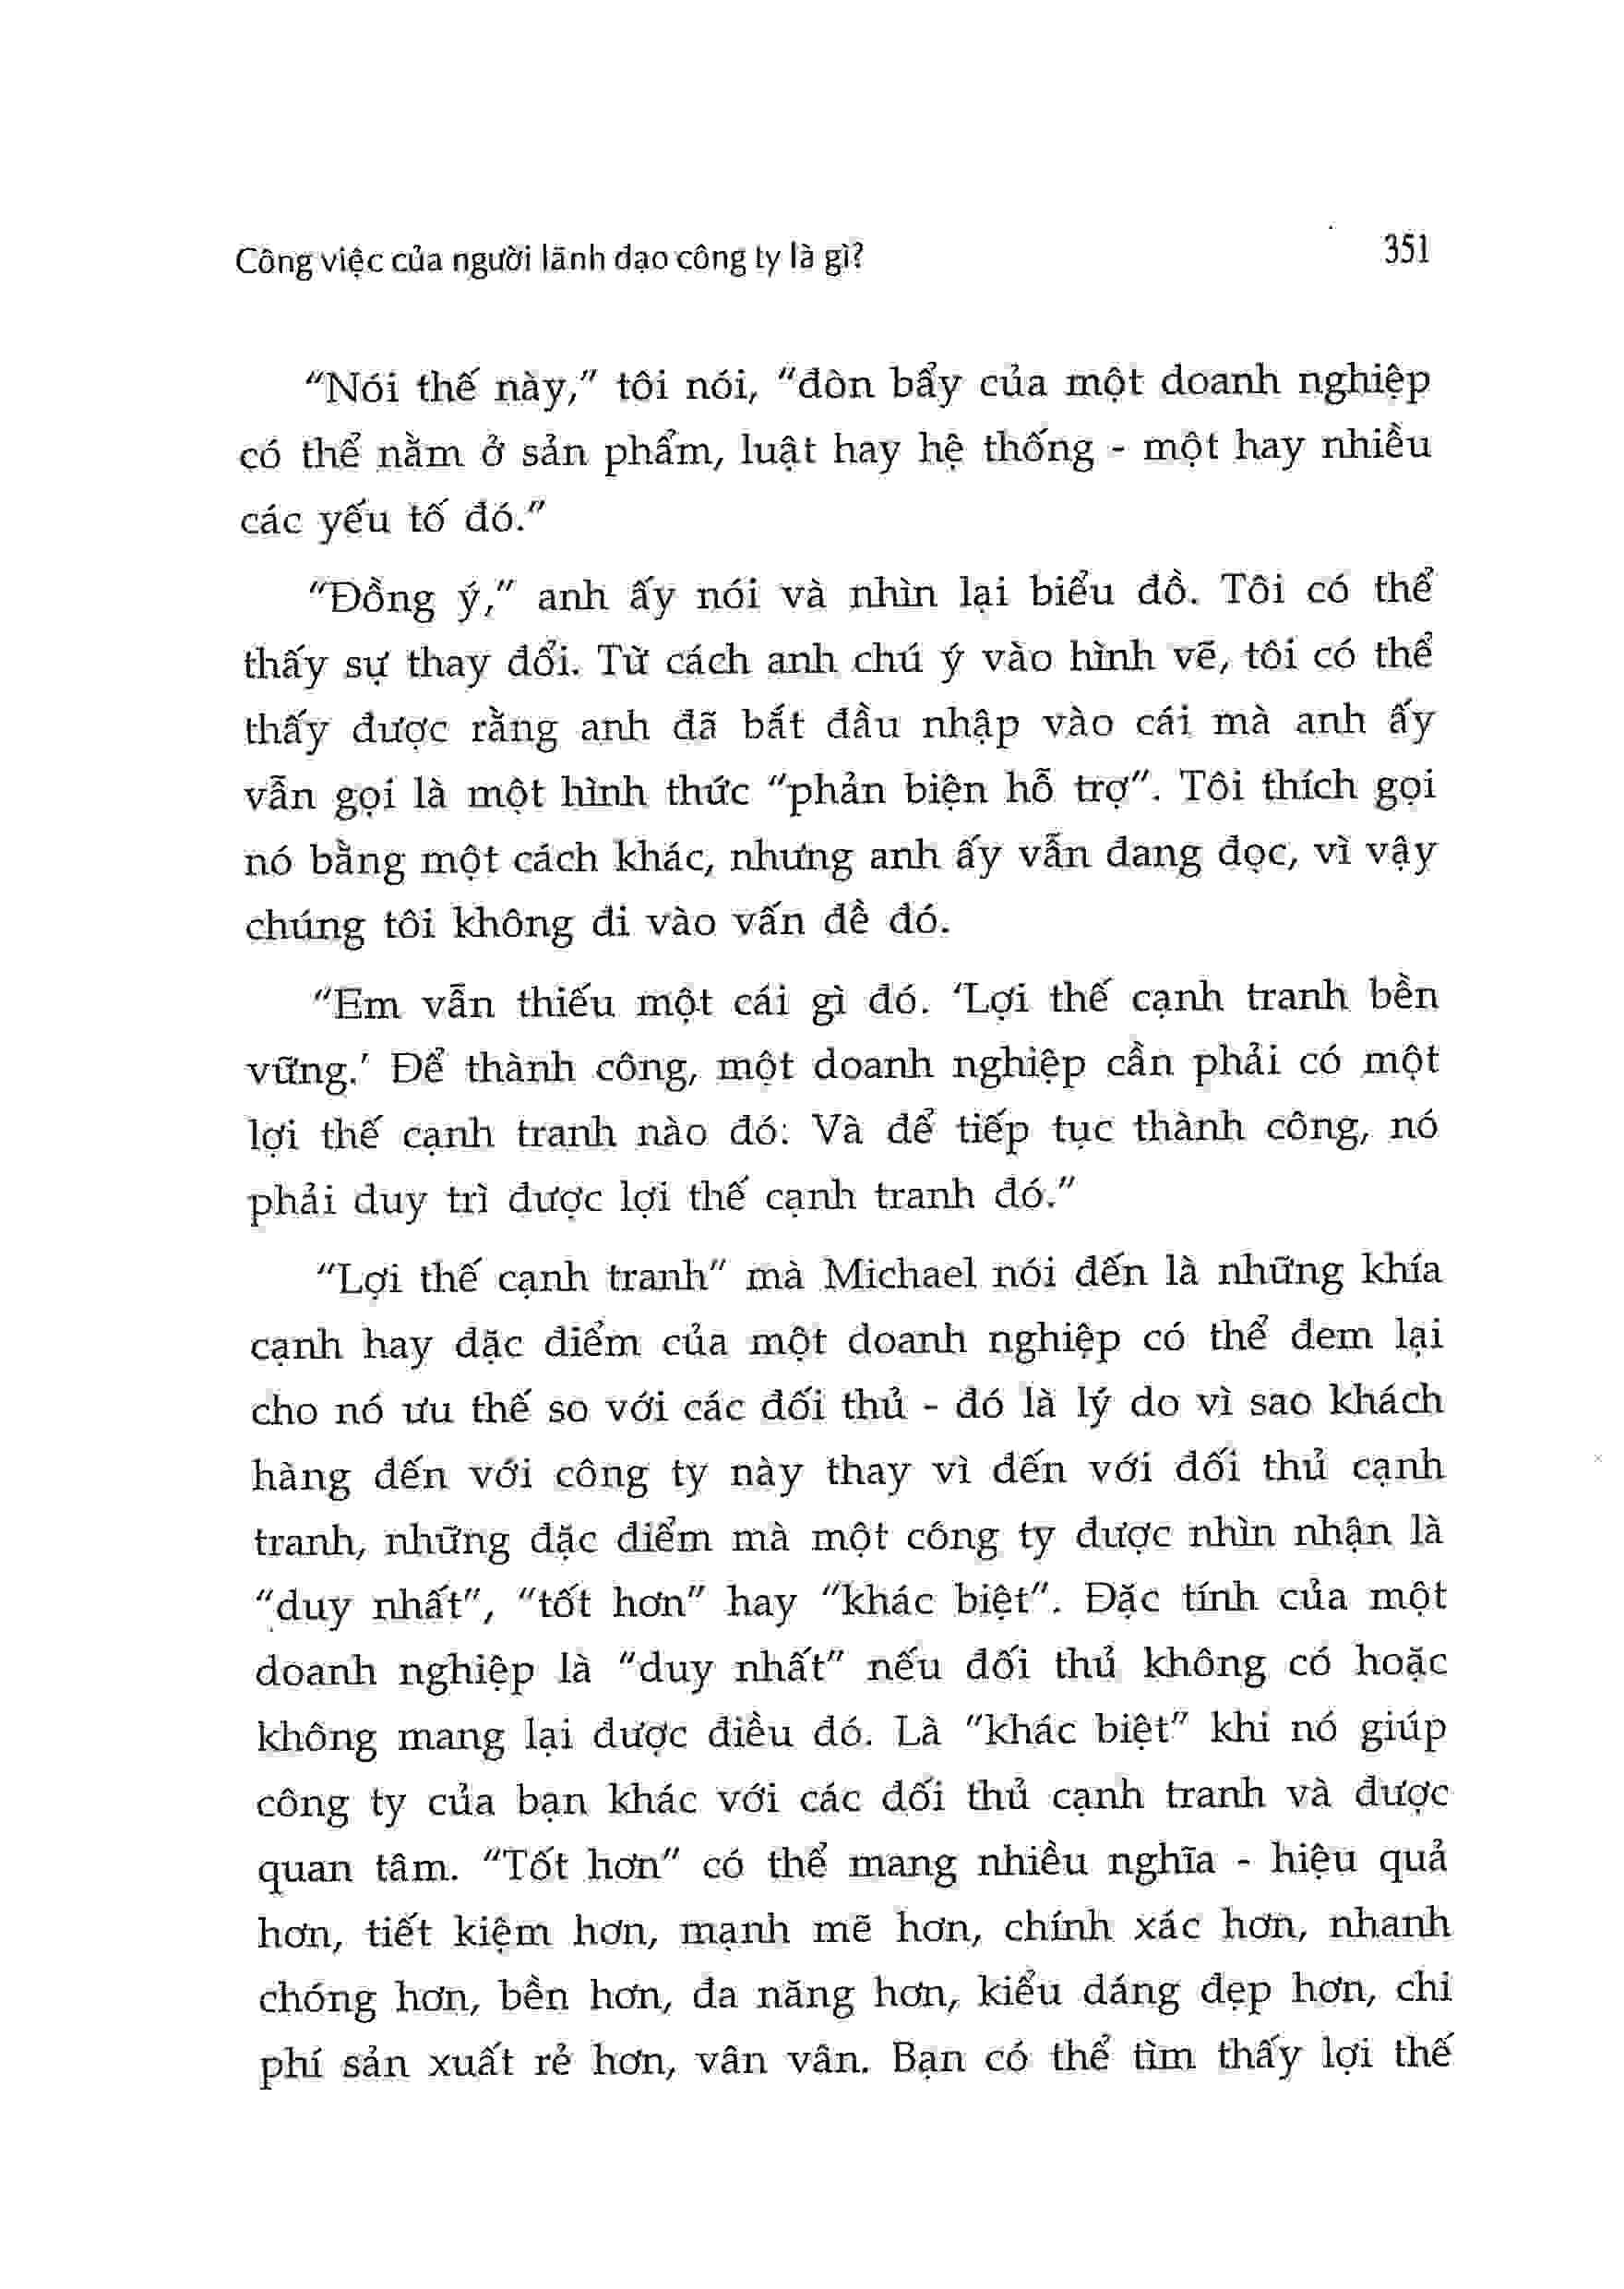 Công việc của người lãnh đạo công ty là gì?
351
“Nói thế này,” tôi nói, “đòn bẩy của một doanh nghiệp
có thể nằm ở sản phẩm, luật hay hệ thống - một hay nhiều
các yếu tố đó.”
“Đồng ý,” anh ấy nói và nhìn lại biểu đồ. Tôi có thể
thấy sự thay đổi. Từ cách anh chú ý vào hình vẽ, tôi có thể
thấy được rằng anh đã bắt đầu nhập vào cái mà anh ấy
vẫn gọi là một hình thức “phản biện hỗ trợ”. Tôi thích gọi
nó bằng một cách khác, nhưng anh ấy vẫn đang đọc, vì vậy
chúng tôi không đi vào vấn đề đó.
“Em vẫn thiếu một cái gì đó. ‘Lợi thế cạnh tranh bền
vững.’ Để thành công, một doanh nghiệp cần phải có một
lợi thế cạnh tranh nào đó: Và để tiếp tục thành công, nó
phải duy trì được lợi thế cạnh tranh đó.”
“Lợi thế cạnh tranh” mà Michael nói đến là những khía
cạnh hay đặc điểm của một doanh nghiệp có thể đem lại
cho nó ưu thế so với các đối thủ - đó là lý do vì sao khách
hàng đến với công ty này thay vì đến với đối thủ cạnh
tranh, những đặc điểm mà một công ty được nhìn nhận là
“duy nhất”, “tốt hơn” hay “khác biệt”. Đặc tính của một
doanh nghiệp là “duy nhất” nếu đối thủ không có hoặc
không mang lại được điều đó. Là “khác biệt” khi nó giúp
công ty của bạn khác với các đối thủ cạnh tranh và được
quan tâm. “Tốt hơn” có thể mang nhiều nghĩa - hiệu quả
hơn, tiết kiệm hơn, mạnh mẽ hơn, chính xác hơn, nhanh
chóng hơn, bền hơn, đa năng hơn, kiểu dáng đẹp hơn, chi
phí sản xuất rẻ hơn, vân vân. Bạn có thể tìm thấy lợi thế